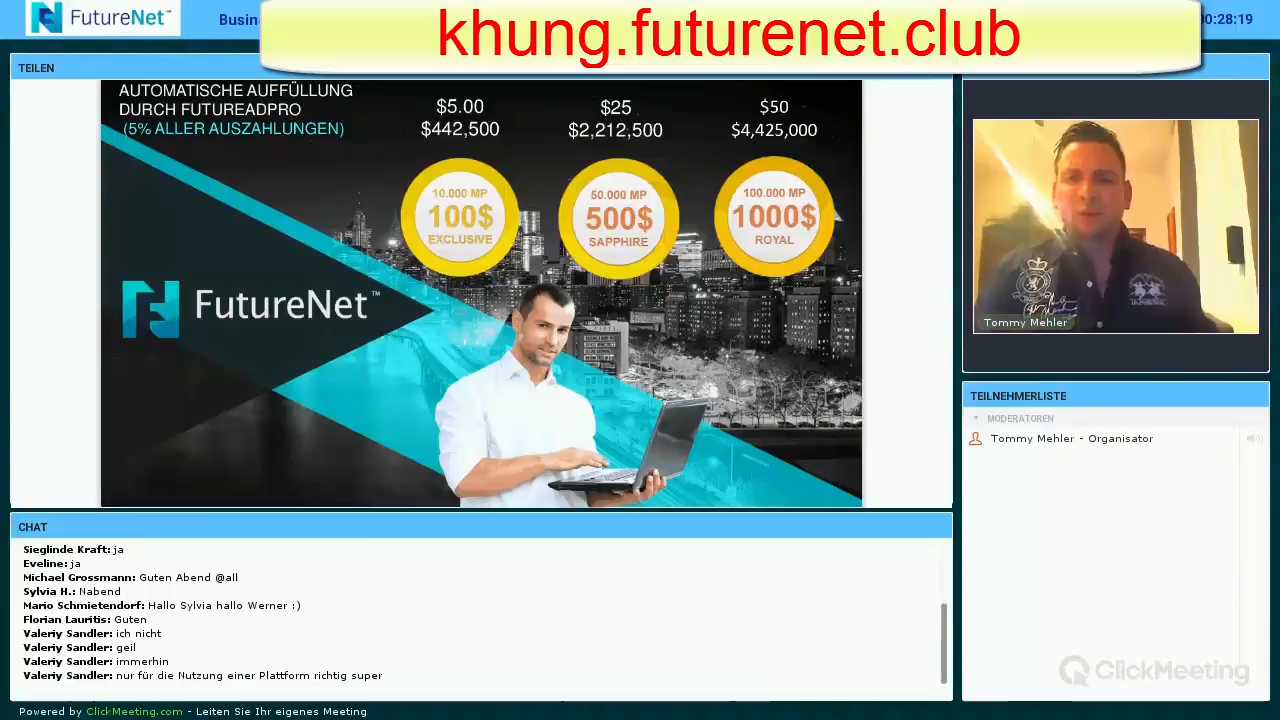 FutureNet™
Busin
khung.futurenet.club
00:28:19
TEILEN
AUTOMATISCHE AUFFÜLLUNG
DURCH FUTUREADPRO
(5% ALLER AUSZAHLUNGEN)
$5.00
$442,500
$25
$2,212,500
$50
$4,425,000
10.000 MP
100$
EXCLUSIVE
50.000 MP
500$
SAPPHIRE
100.000 MP
1000$
ROYAL
FutureNet™
Tommy Mehler
TEILNEHMERLISTE
MODERATOREN
Tommy Mehler - Organisator
CHAT
Sieglinde Kraft: ja
Eveline: ja
Michael Grossmann: Guten Abend @all
Sylvia H.: Nabend
Mario Schmietendorf: Hallo Sylvia hallo Werner :)
Florian Lauritis: Guten
Valeriy Sandler: ich nicht
Valeriy Sandler: geil
Valeriy Sandler: immerhin
Valeriy Sandler: nur für die Nutzung einer Plattform richtig super
ClickMeeting
Powered by ClickMeeting.com - Leiten Sie Ihr eigenes Meeting